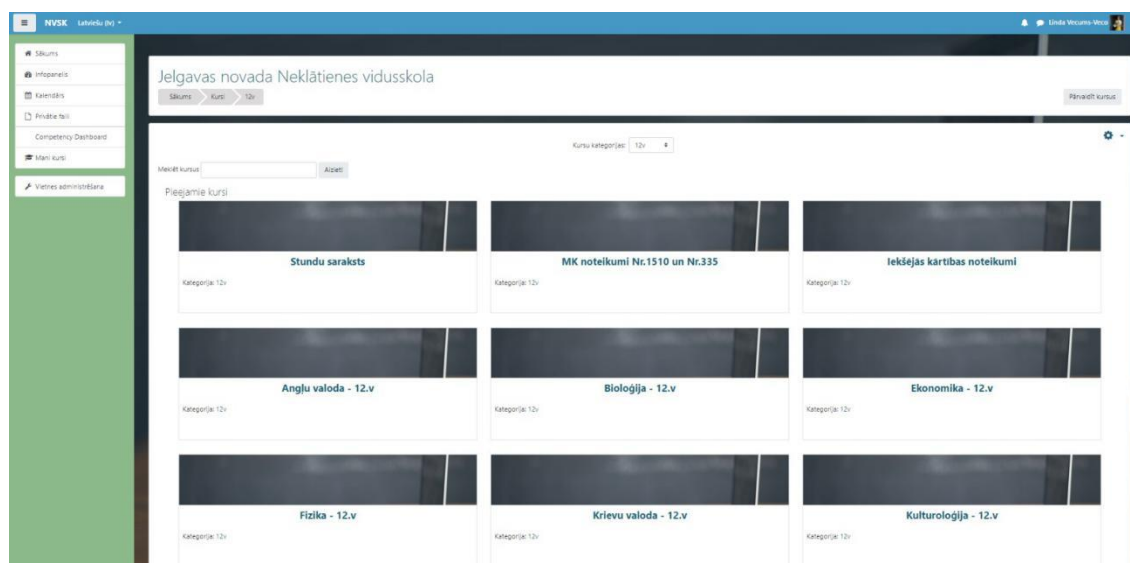 NVSK Latviešu (lv)
Linda Vecums-Veco
Sākums
Infopanelis
Kalendārs
Privātie faili
Competency Dashboard
Mani kursi
Vietnes administrēšana
Jelgavas novada Neklātienes vidusskola
Sākums Kursi 12v
Pārvaldīt kursus
Kursu kategorijas: 12v
Meklēt kursus: Aiziet!
Pieejamie kursi
Stundu saraksts
Kategorija: 12v
MK noteikumi Nr.1510 un Nr.335
Kategorija: 12v
Iekšējās kārtības noteikumi
Kategorija: 12v
Angļu valoda - 12.v
Kategorija: 12v
Bioloģija - 12.v
Kategorija: 12v
Ekonomika - 12.v
Kategorija: 12v
Fizika - 12.v
Kategorija: 12v
Krievu valoda - 12.v
Kategorija: 12v
Kulturoloģija - 12.v
Kategorija: 12v